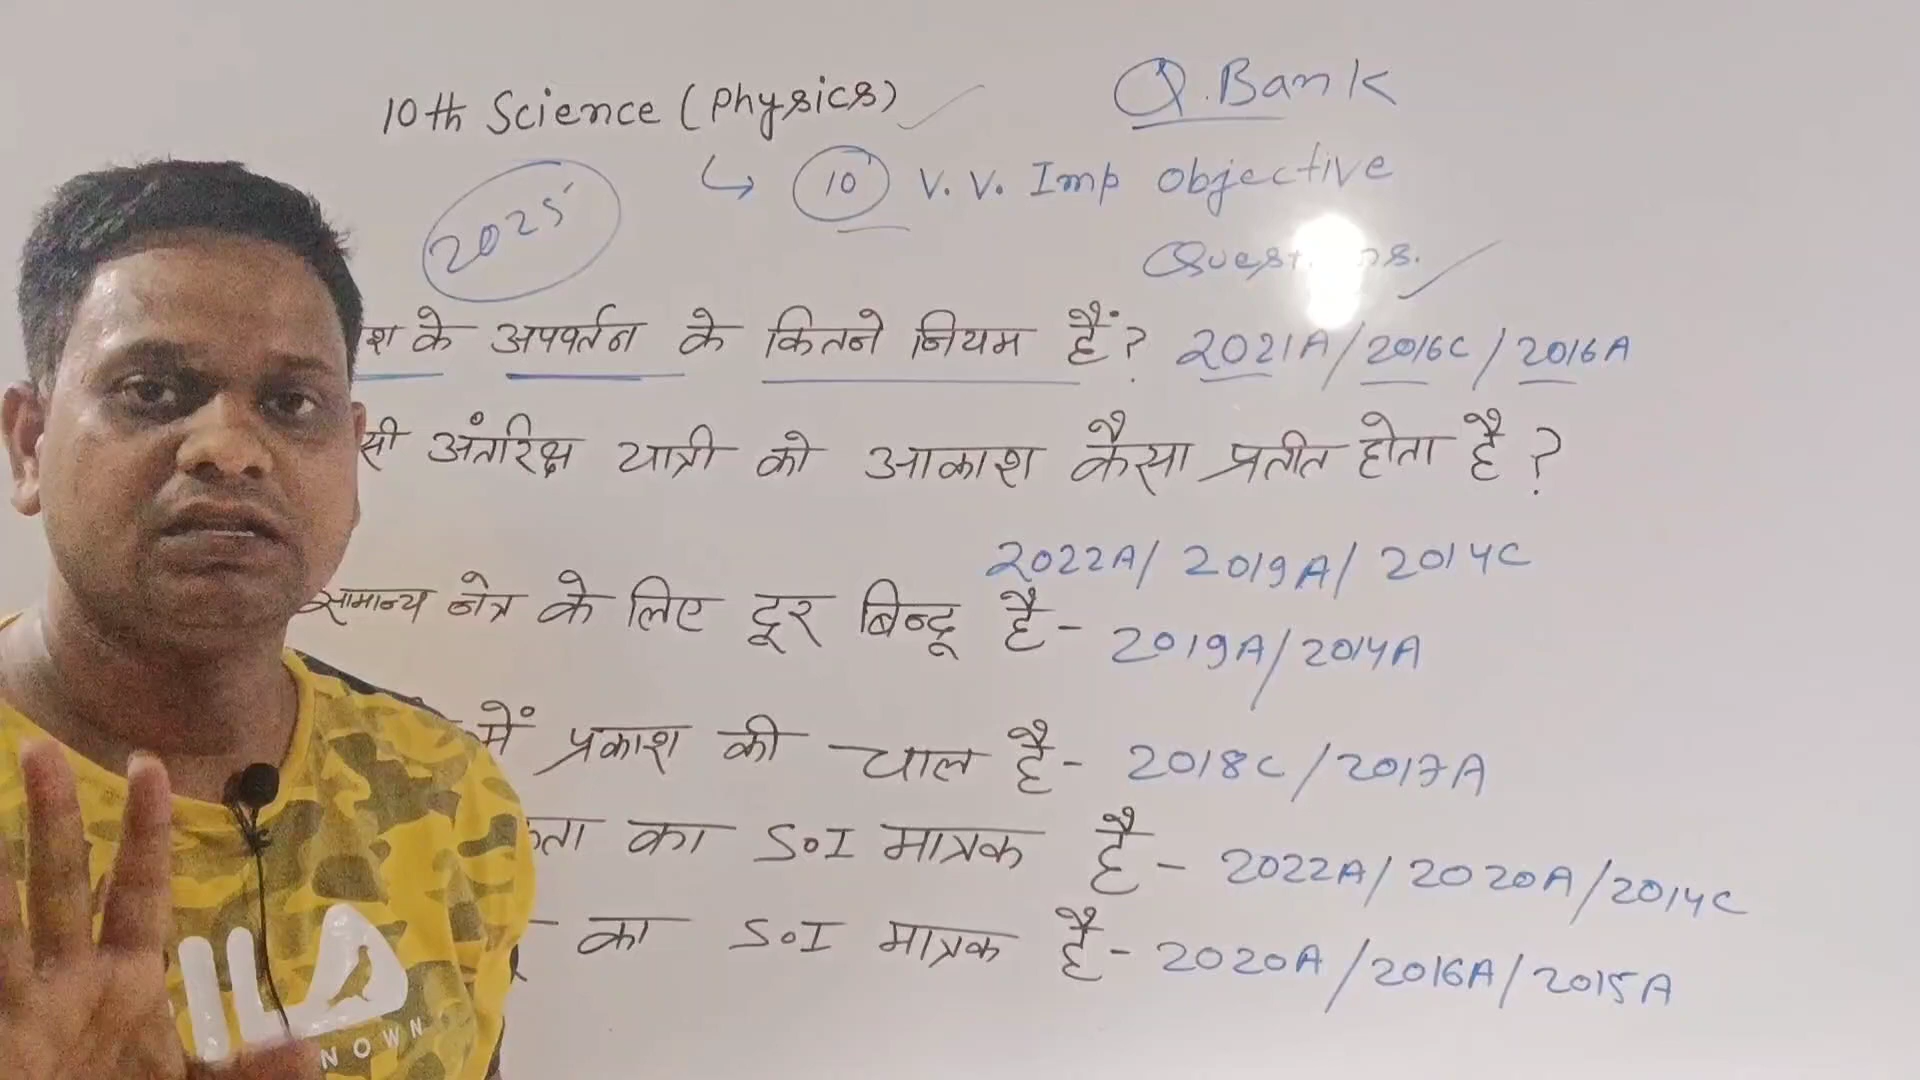 10th Science (Physics) Q. Bank
2025 ↳ 10 V. V. Imp objective
के अपवर्तन के कितने नियम हैं? 2021A/2016C/2016A
अंतरिक्ष यात्री को आकाश कैसा प्रतीत होता है?
2022A/ 2019A/ 2014C
सामान्य नेत्र के लिए दूर बिन्दू है- 2019A/2014A
में प्रकाश की चाल है- 2018C/2017A
का S.I मात्रक है- 2022A/2020A/2014C
का S.I मात्रक है- 2020A/2016A/2015A
NOWN